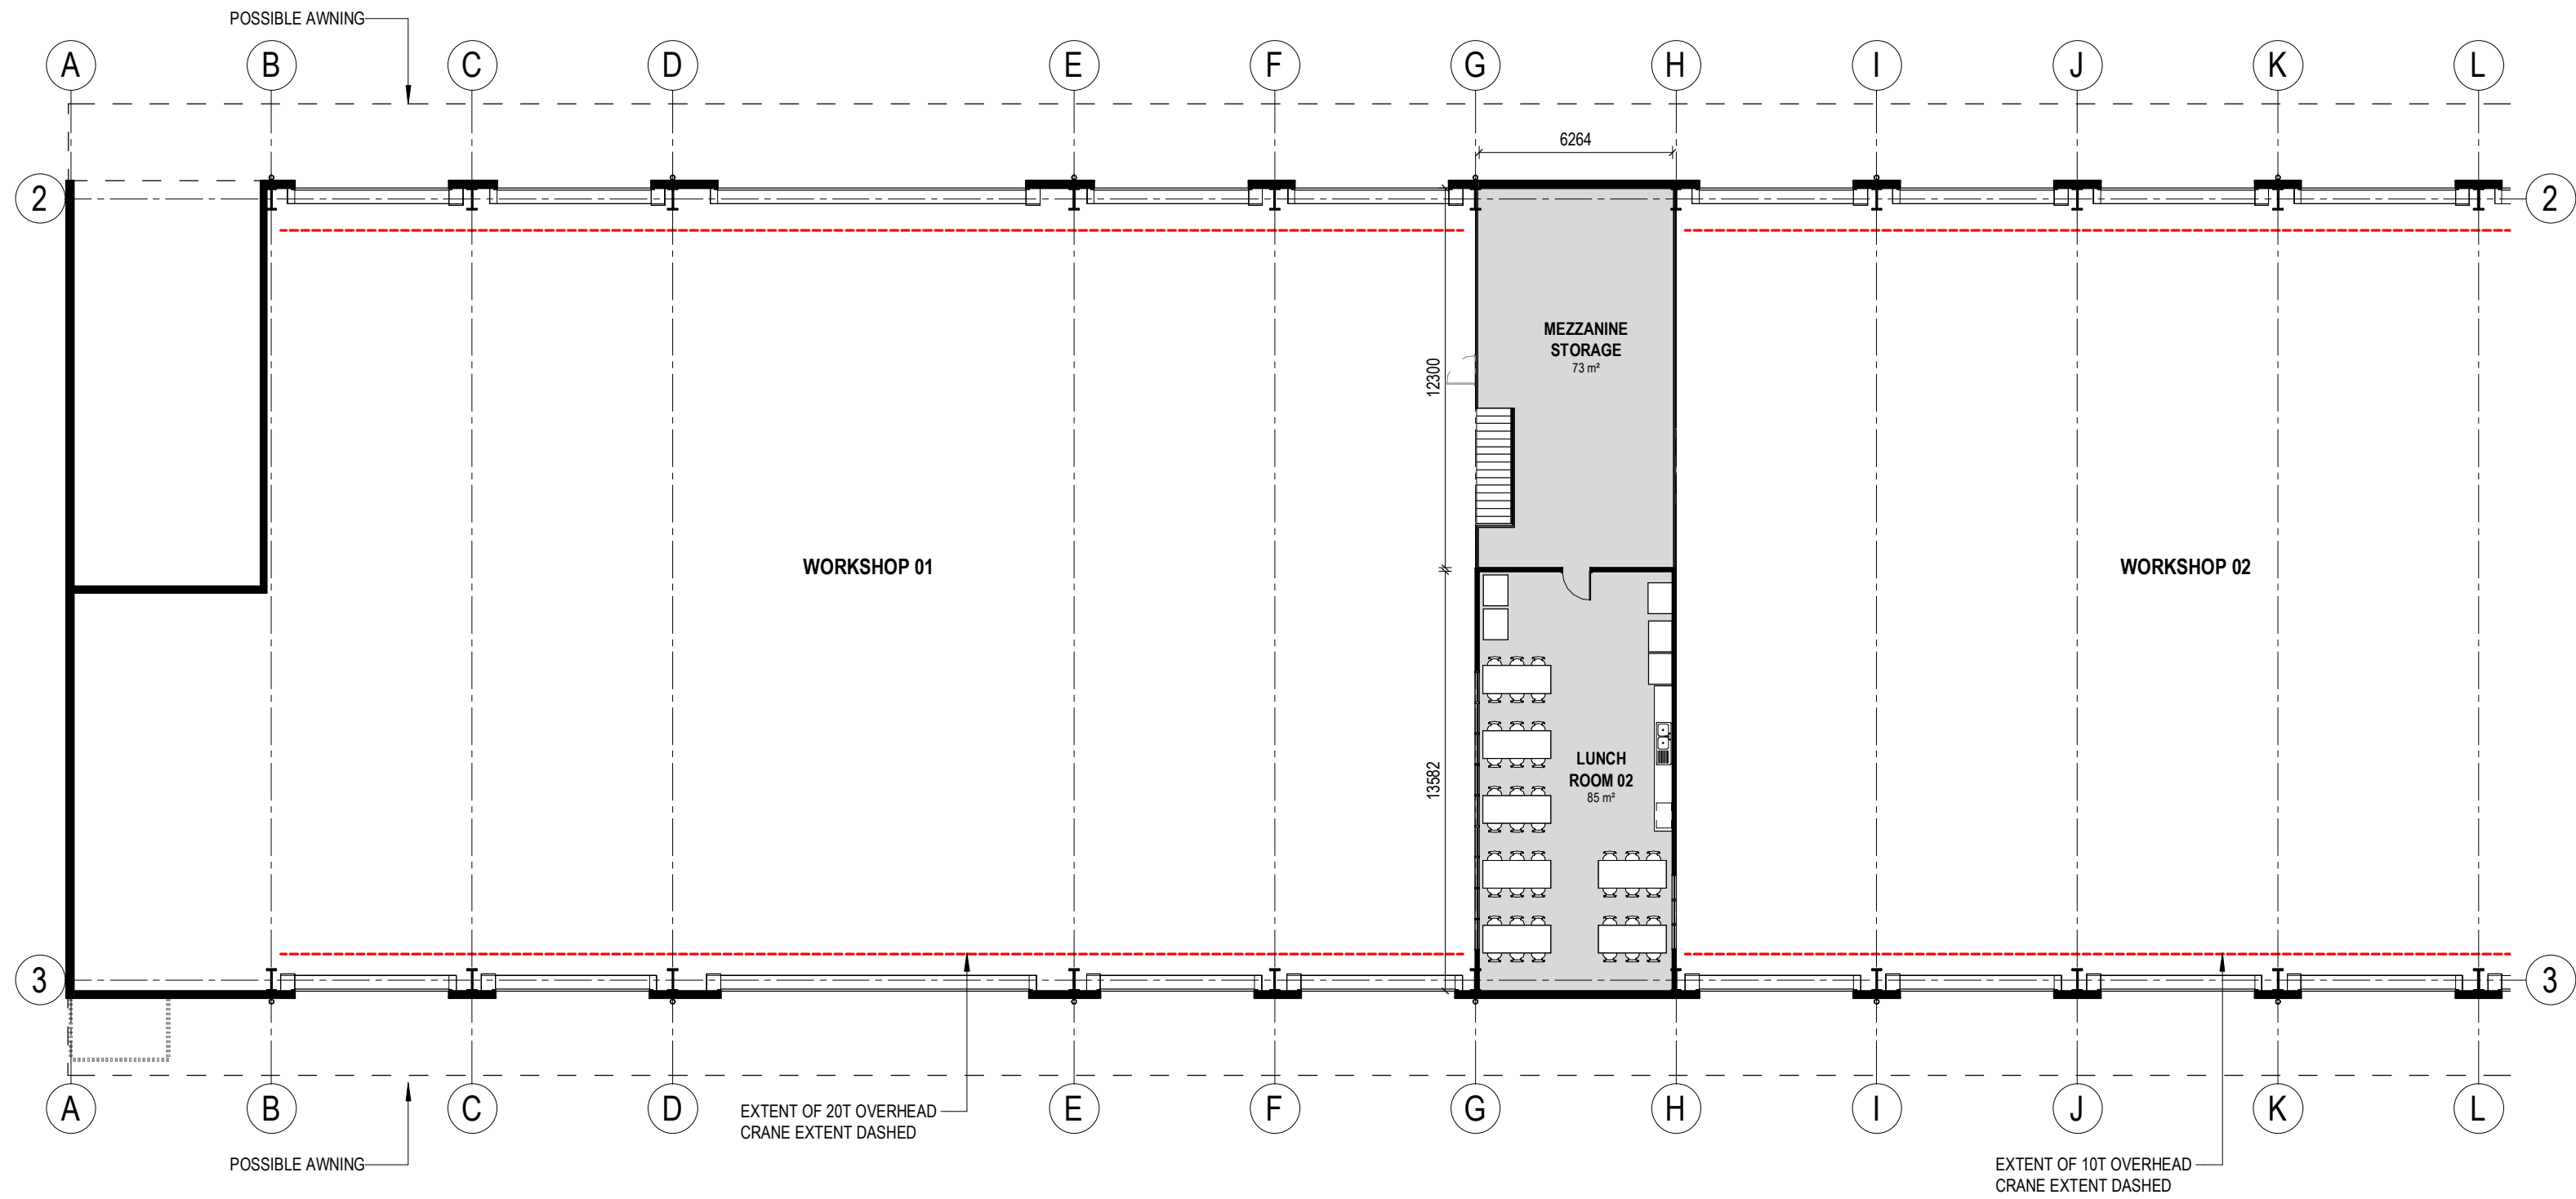 POSSIBLE AWNING
A B C D E F G H I J K L
6264
2 2
MEZZANINE
STORAGE
73 m²
12300
WORKSHOP 01
WORKSHOP 02
LUNCH
ROOM 02
85 m²
13582
3 3
A B C D E F G H I J K L
EXTENT OF 20T OVERHEAD
CRANE EXTENT DASHED
POSSIBLE AWNING
EXTENT OF 10T OVERHEAD
CRANE EXTENT DASHED